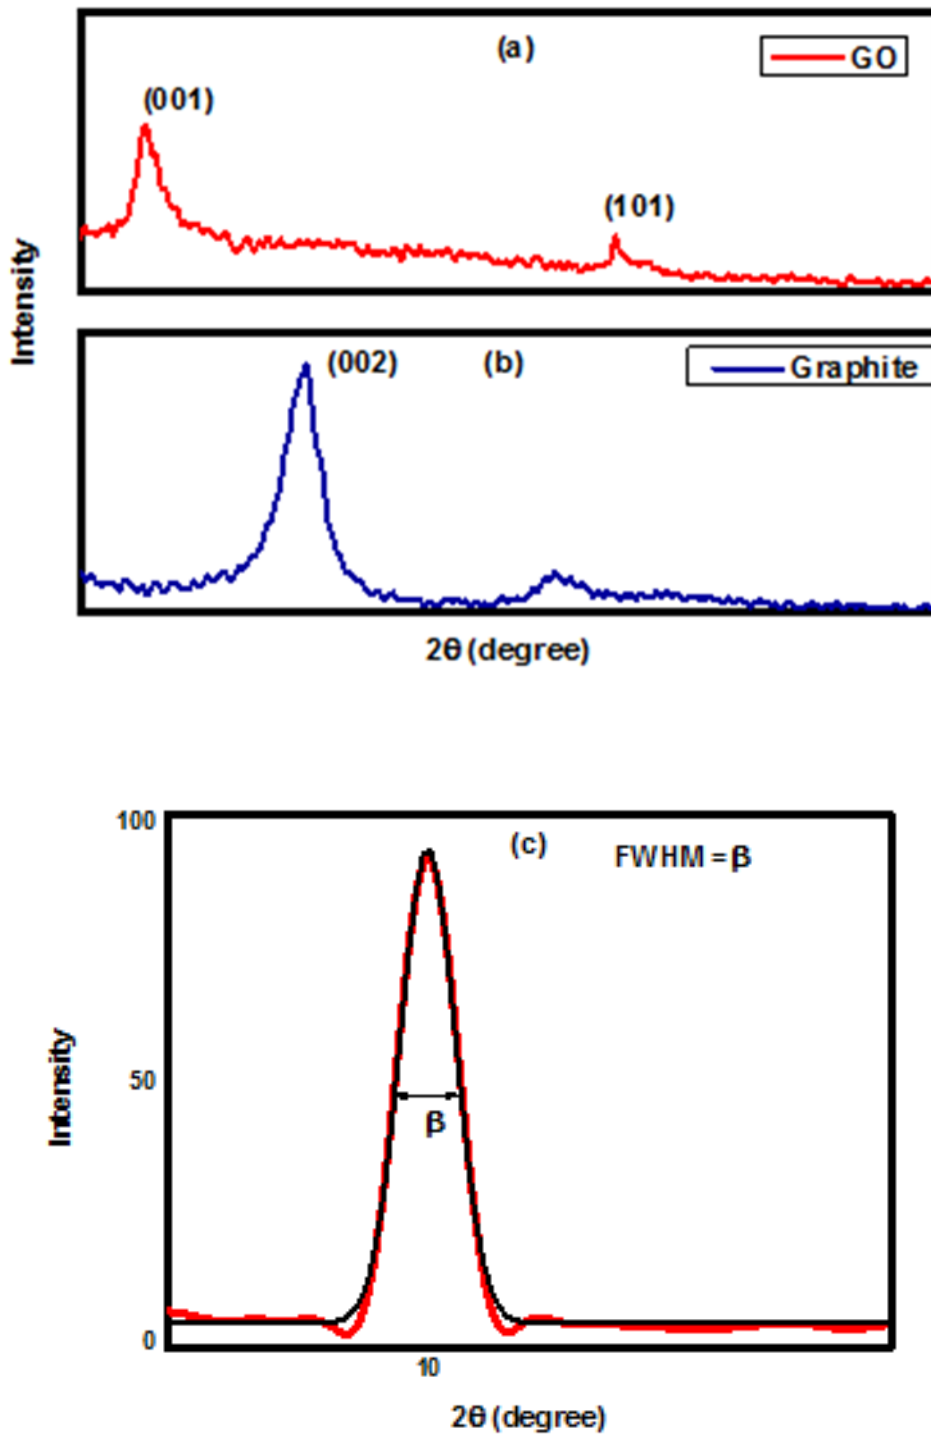 (a)
GO
(001)
(101)
Intensity
(002)
(b)
Graphite
2θ (degree)
100
(c)
FWHM = β
50
β
Intensity
0
10
2θ (degree)